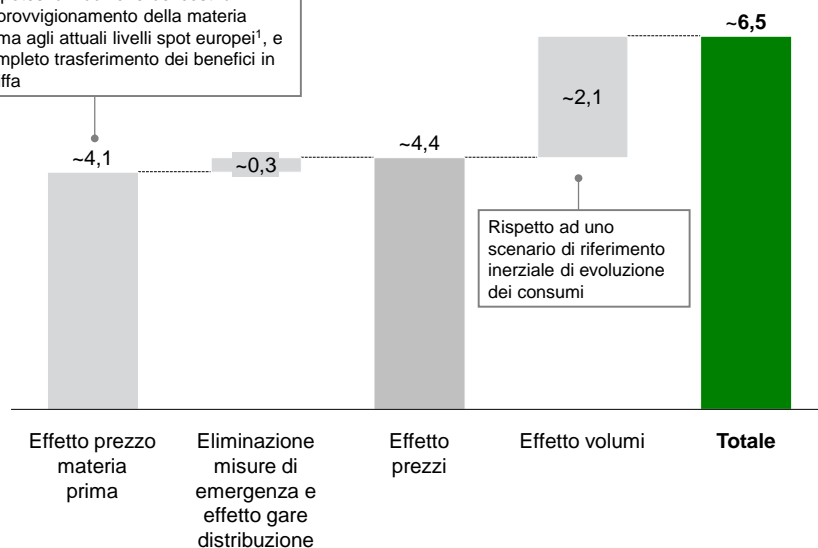 provvigionamento della materia
ma agli attuali livelli spot europei¹, e
mpleto trasferimento dei benefici in
iffa
~4,1
~0,3
~4,4
~2,1
~6,5
Rispetto ad uno
scenario di riferimento
inerziale di evoluzione
dei consumi
Effetto prezzo
materia
prima
Eliminazione
misure di
emergenza e
effetto gare
distribuzione
Effetto
prezzi
Effetto volumi
Totale